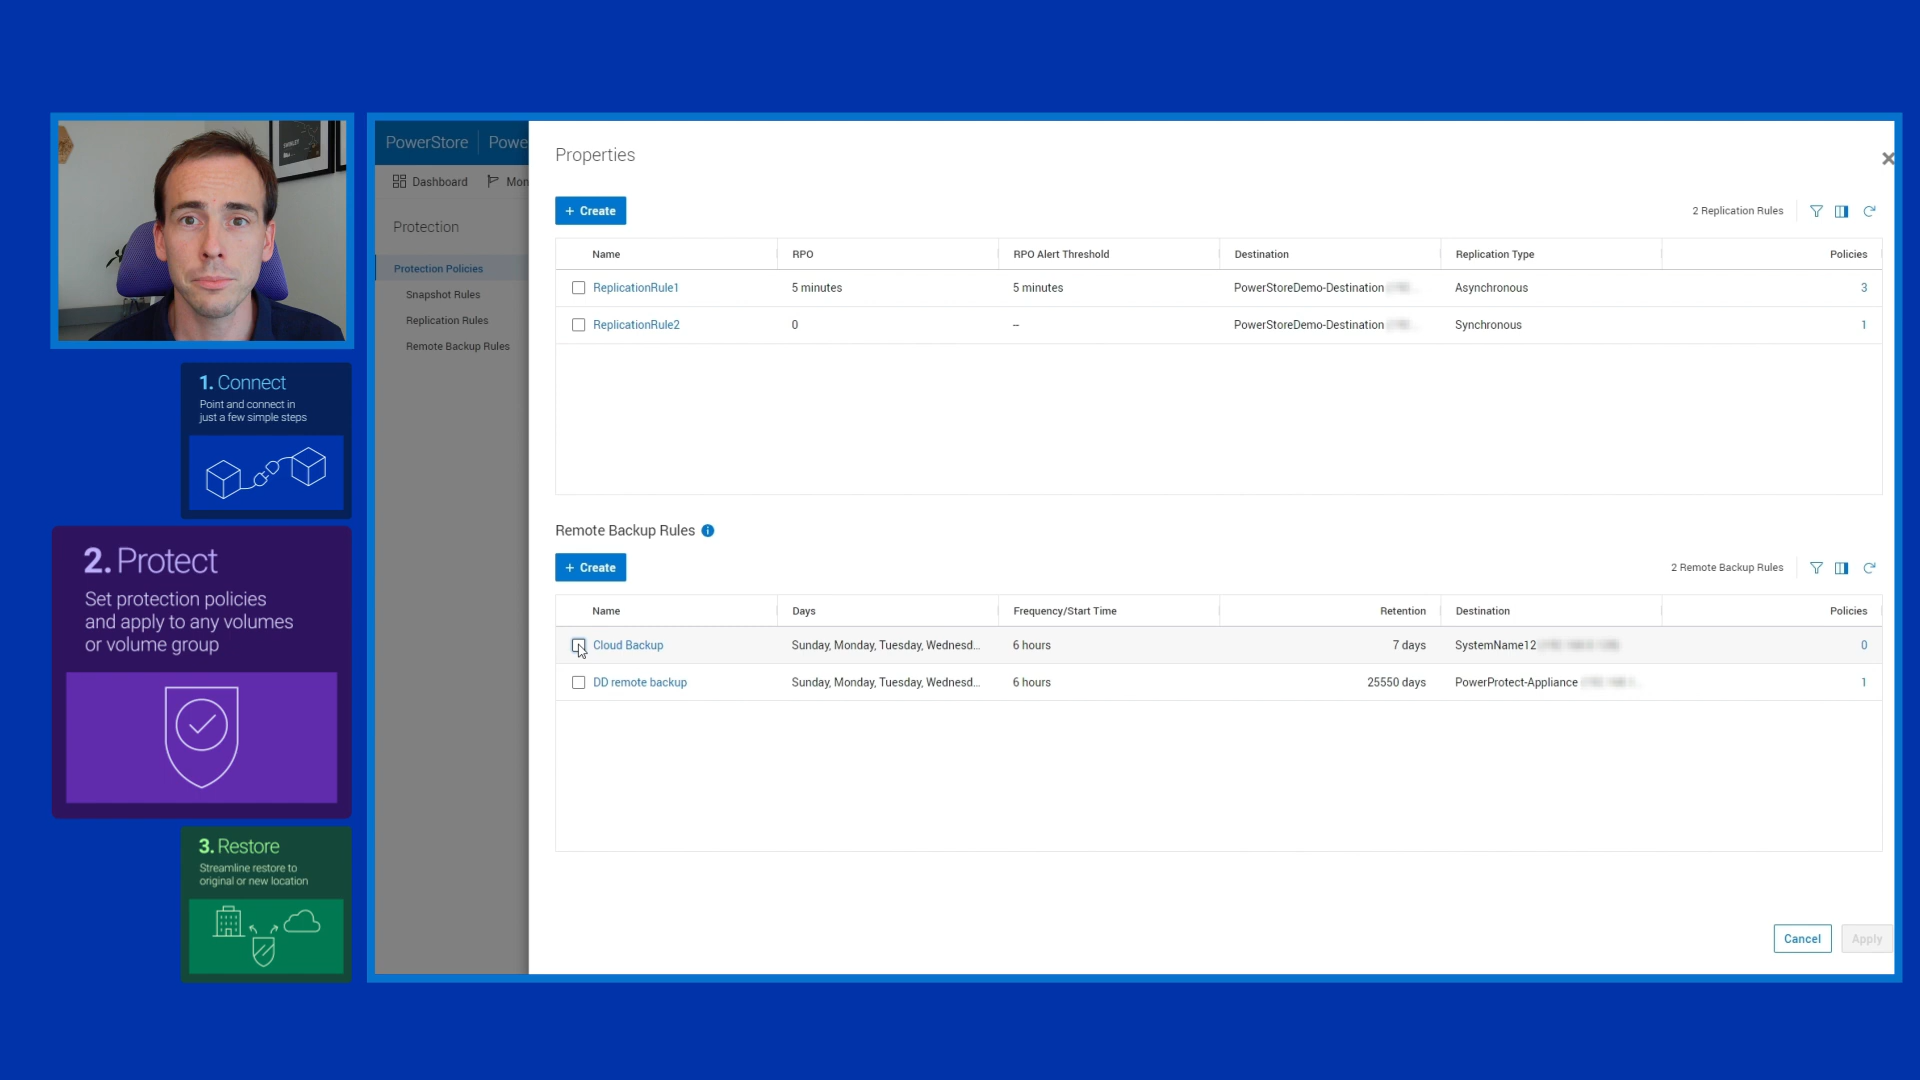 1. Connect
Point and connect in
just a few simple steps
2. Protect
Set protection policies
and apply to any volumes
or volume group
3. Restore
Streamline restore to
original or new location
PowerStore
Dashboard
Protection
Protection Policies
Snapshot Rules
Replication Rules
Remote Backup Rules
Properties
+ Create
2 Replication Rules
Name RPO RPO Alert Threshold Destination Replication Type Policies
ReplicationRule1 5 minutes 5 minutes PowerStoreDemo-Destination ... Asynchronous 3
ReplicationRule2 0 -- PowerStoreDemo-Destination ... Synchronous 1
Remote Backup Rules
+ Create
2 Remote Backup Rules
Name Days Frequency/Start Time Retention Destination Policies
Cloud Backup Sunday, Monday, Tuesday, Wednesd... 6 hours 7 days SystemName12 0
DD remote backup Sunday, Monday, Tuesday, Wednesd... 6 hours 25550 days PowerProtect-Appliance 1
Cancel
Apply